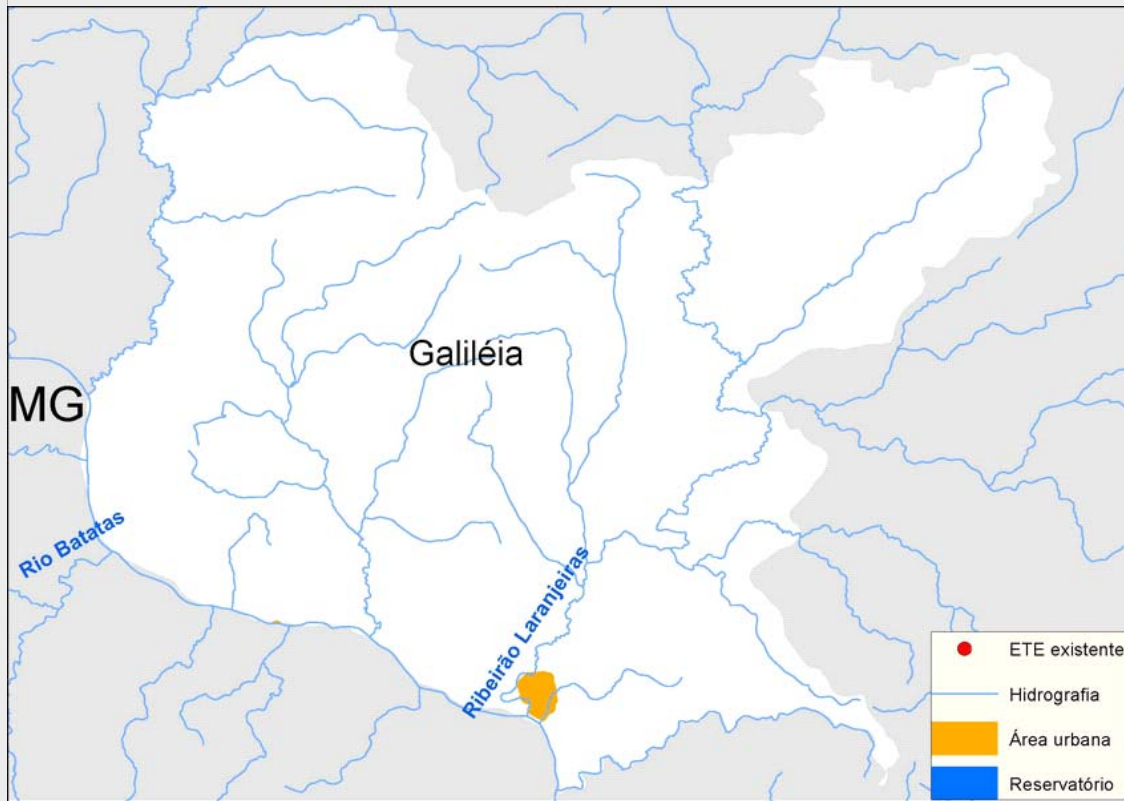 Galiléia
MG
Rio Batatas
Ribeirão Laranjeiras
ETE existente
Hidrografia
Área urbana
Reservatório